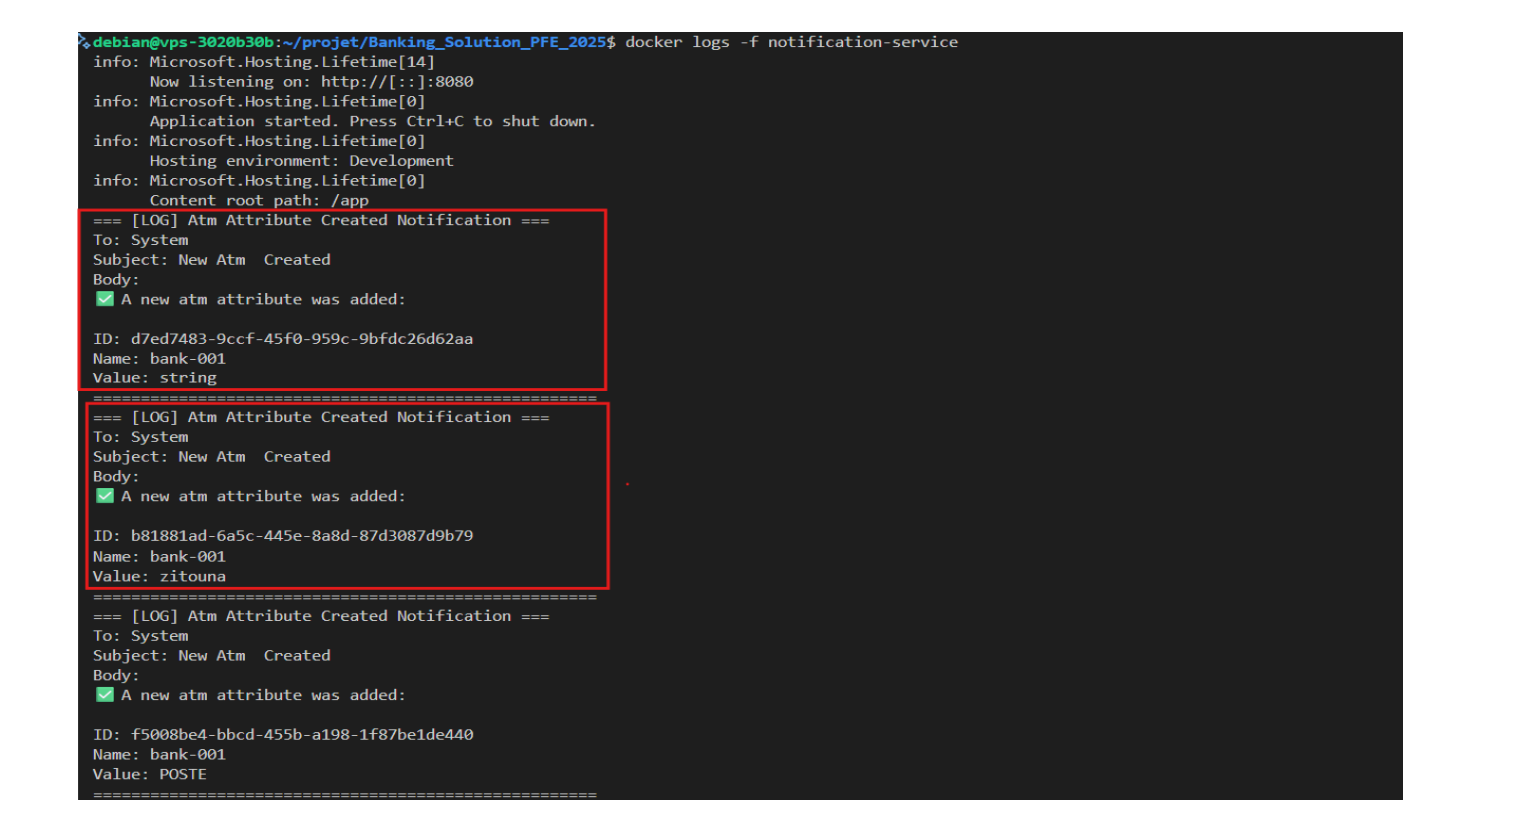 debian@vps-3020b30b:~/projet/Banking_Solution_PFE_2025$ docker logs -f notification-service
info: Microsoft.Hosting.Lifetime[14]
      Now listening on: http://[::]:8080
info: Microsoft.Hosting.Lifetime[0]
      Application started. Press Ctrl+C to shut down.
info: Microsoft.Hosting.Lifetime[0]
      Hosting environment: Development
info: Microsoft.Hosting.Lifetime[0]
      Content root path: /app
=== [LOG] Atm Attribute Created Notification ===
To: System
Subject: New Atm  Created
Body:
✅ A new atm attribute was added:

ID: d7ed7483-9ccf-45f0-959c-9bfdc26d62aa
Name: bank-001
Value: string
=====================================================
=== [LOG] Atm Attribute Created Notification ===
To: System
Subject: New Atm  Created
Body:
✅ A new atm attribute was added:

ID: b81881ad-6a5c-445e-8a8d-87d3087d9b79
Name: bank-001
Value: zitouna
=====================================================
=== [LOG] Atm Attribute Created Notification ===
To: System
Subject: New Atm  Created
Body:
✅ A new atm attribute was added:

ID: f5008be4-bbcd-455b-a198-1f87be1de440
Name: bank-001
Value: POSTE
=====================================================